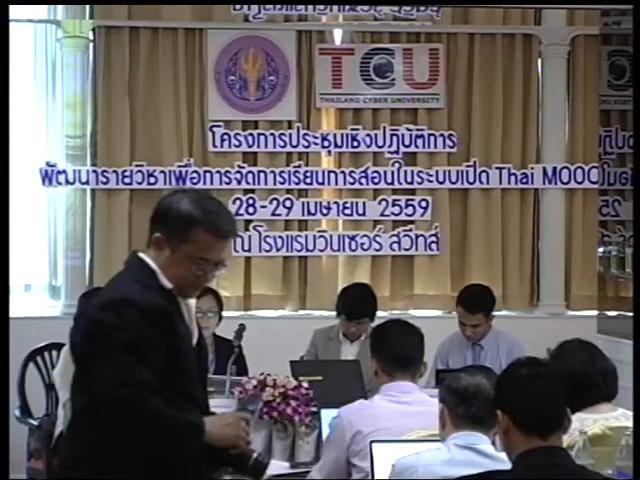 TCU
THAILAND CYBER UNIVERSITY
โครงการประชุมเชิงปฏิบัติการ
พัฒนารายวิชาเพื่อการจัดการเรียนการสอนในระบบเปิด Thai MOOC
28-29 เมษายน 2559
ณ โรงแรมวินเซอร์ สวีทส์